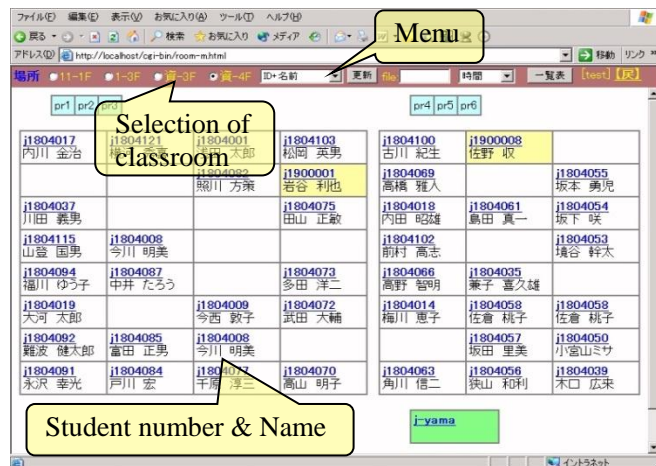 ファイル(F) 編集(E) 表示(V) お気に入り(A) ツール(T) ヘルプ(H)
戻る 検索 お気に入り メディア
Menu
アドレス(D) http://localhost/cgi-bin/room-m.html 移動 リンク »
場所 11-1F 1-3F 資-3F 資-4F ID+名前 更新 file: 時間 一覧表 [test] [戻]
pr1 pr2 pr3 pr4 pr5 pr6
Selection of
classroom
j1804017 j1804121 j1804001 j1804103 j1804100 j1900008
内川 金治 太郎 松岡 英男 古川 紀生 佐野 収
j1804082 j1900001 j1804069 j1804055
照川 方策 岩谷 利也 高橋 雅人 坂本 勇児
j1804037 j1804075 j1804018 j1804061 j1804054
川田 義男 田山 正敏 内田 昭雄 島田 真一 坂下 咲
j1804115 j1804008 j1804102 j1804053
山登 国男 今川 明美 前村 高志 境谷 幹太
j1804094 j1804087 j1804073 j1804066 j1804035
福川 ゆう子 中井 たろう 多田 洋二 高野 智明 兼子 喜久雄
j1804019 j1804009 j1804072 j1804014 j1804058 j1804058
大河 太郎 今西 敦子 武田 大輔 梅川 恵子 佐倉 桃子 佐倉 桃子
j1804092 j1804085 j1804008 j1804057 j1804050
難波 健太郎 富田 正男 今川 明美 坂田 里美 小宮山ミサ
j1804091 j1804084 j1804077 j1804070 j1804063 j1804056 j1804039
永沢 幸光 戸川 宏 千原 淳三 高山 明子 角川 信二 狭山 和利 木口 広来
Student number & Name
j-yama
イントラネット